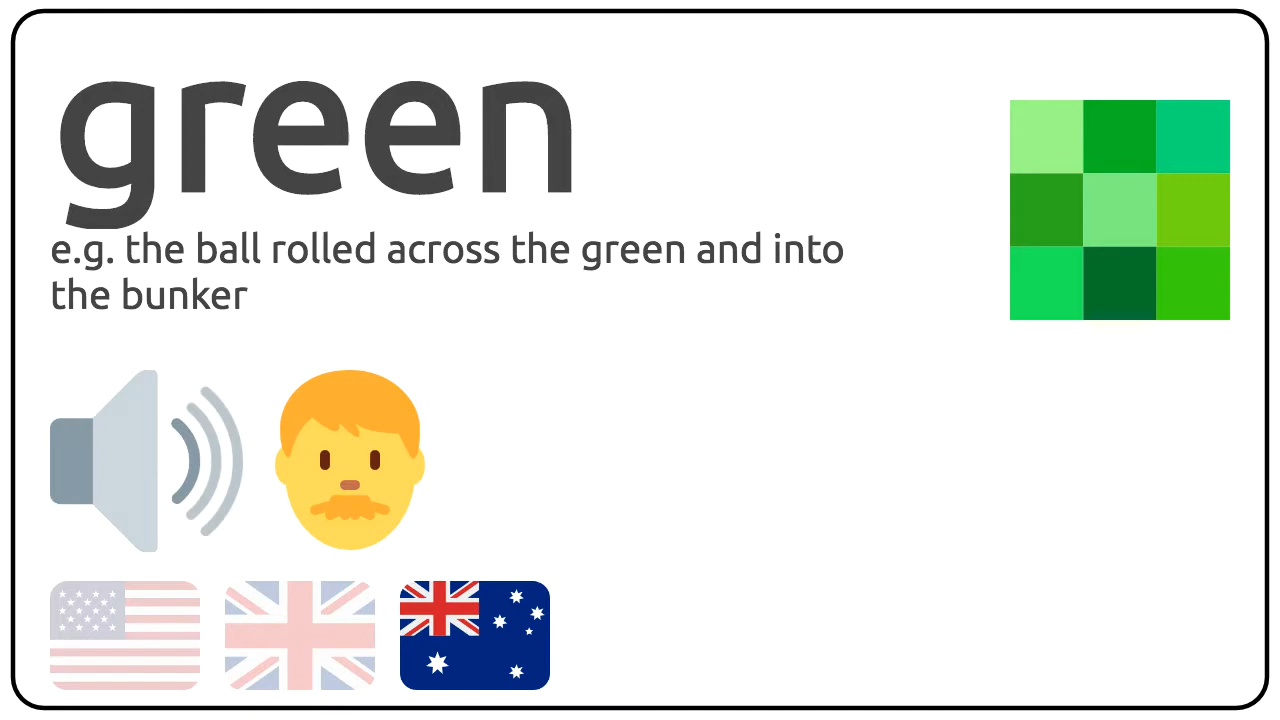 green
e.g. the ball rolled across the green and into
the bunker